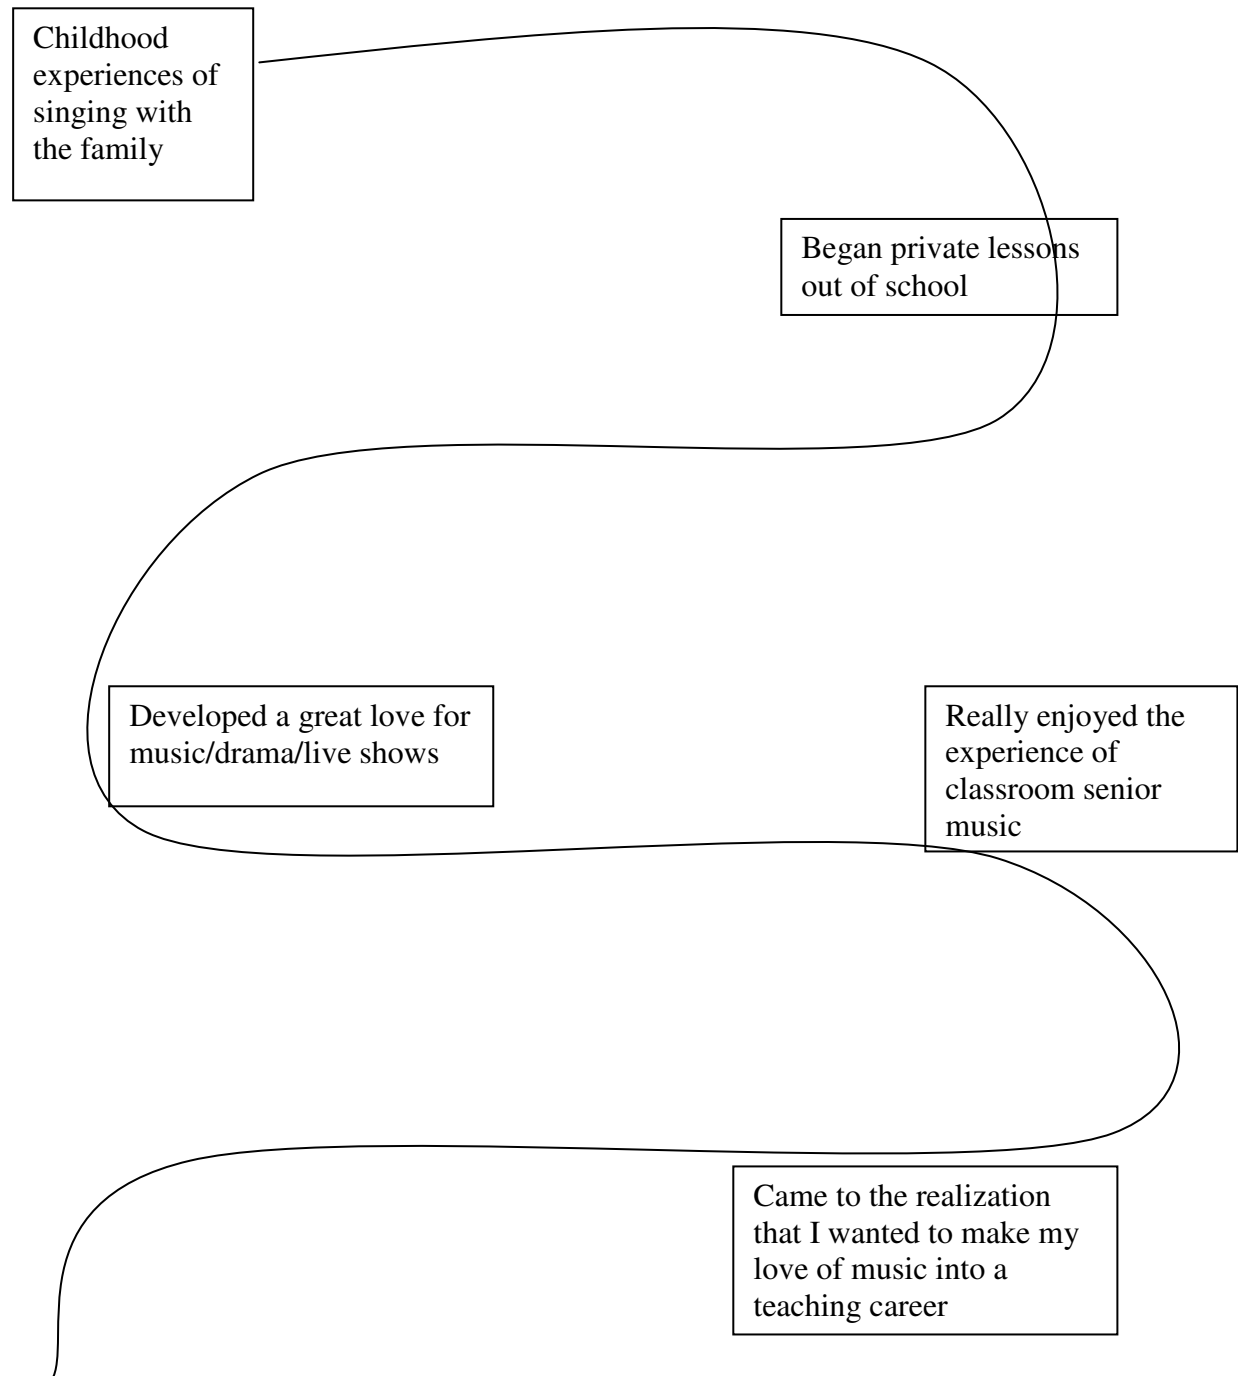 Childhood
experiences of
singing with
the family
Began private lessons
out of school
Developed a great love for
music/drama/live shows
Really enjoyed the
experience of
classroom senior
music
Came to the realization
that I wanted to make my
love of music into a
teaching career